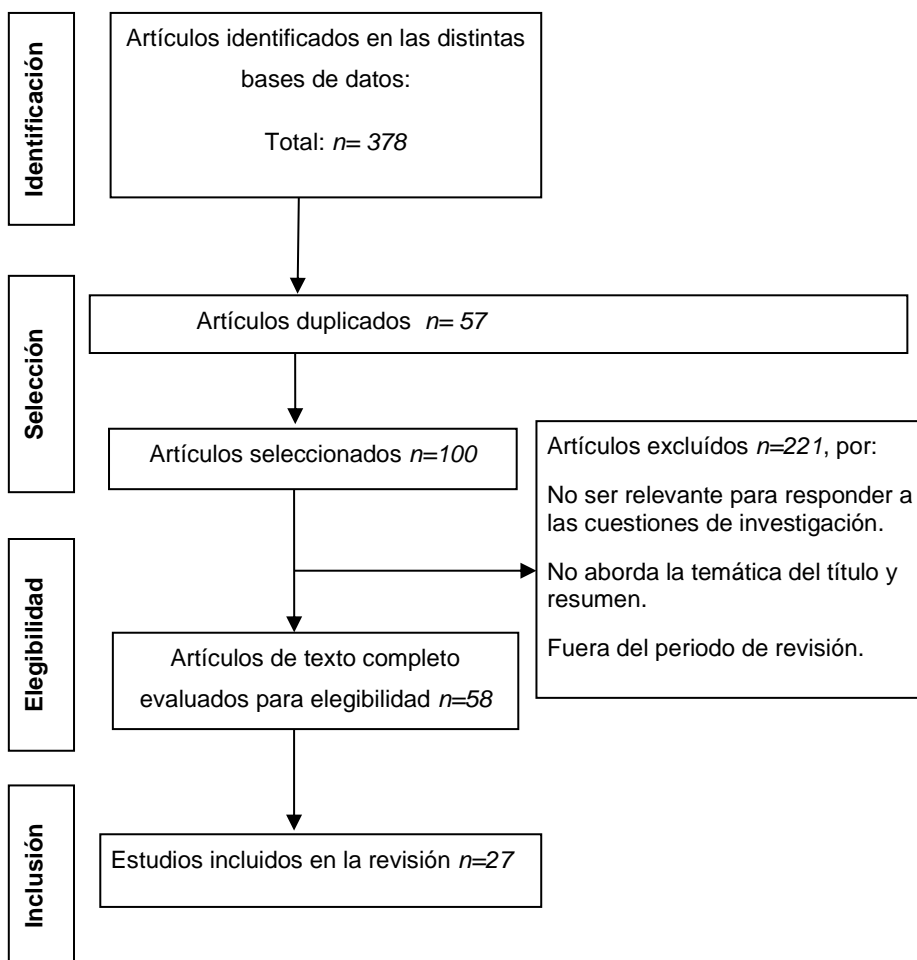 Identificación
Artículos identificados en las distintas
bases de datos:
Total: n= 378
Selección
Artículos duplicados n= 57
Artículos seleccionados n=100
Artículos excluídos n=221, por:
No ser relevante para responder a
las cuestiones de investigación.
No aborda la temática del título y
resumen.
Fuera del periodo de revisión.
Elegibilidad
Artículos de texto completo
evaluados para elegibilidad n=58
Inclusión
Estudios incluidos en la revisión n=27